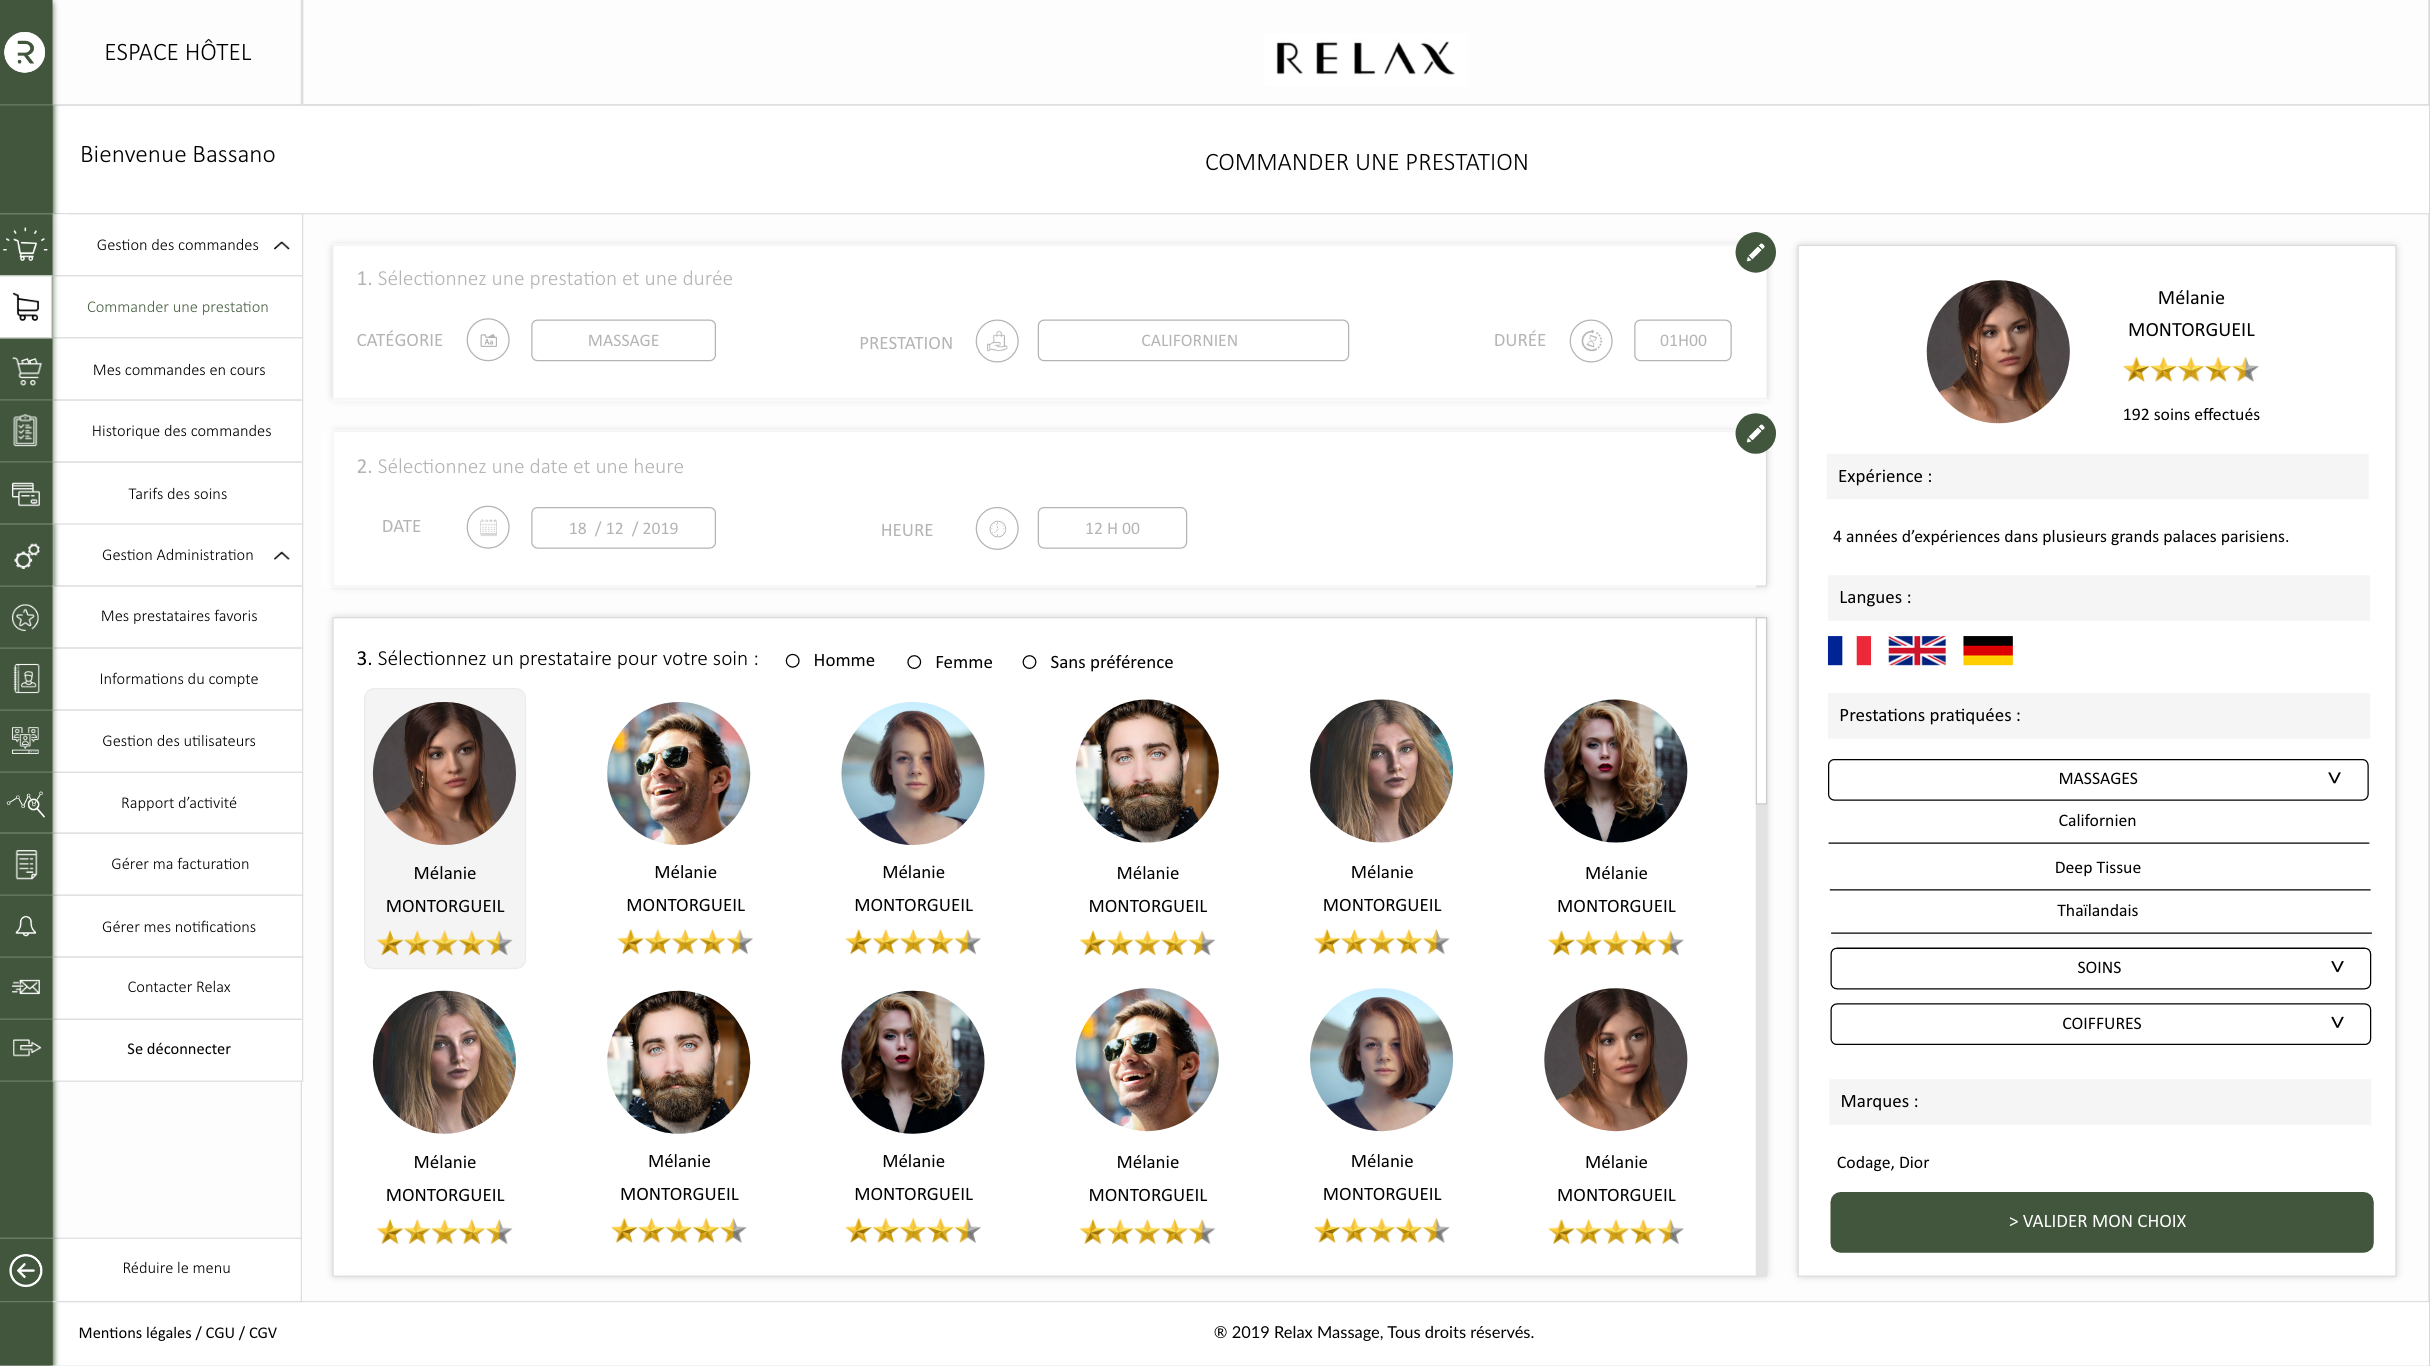 ESPACE HÔTEL
RELAX
Bienvenue Bassano
COMMANDER UNE PRESTATION
Gestion des commandes
Commander une prestation
Mes commandes en cours
Historique des commandes
Tarifs des soins
Gestion Administration
Mes prestataires favoris
Informations du compte
Gestion des utilisateurs
Rapport d'activité
Gérer ma facturation
Gérer mes notifications
Contacter Relax
Se déconnecter
Réduire le menu
1. Sélectionnez une prestation et une durée
CATÉGORIE MASSAGE PRESTATION CALIFORNIEN DURÉE 01H00
2. Sélectionnez une date et une heure
DATE 18 / 12 / 2019 HEURE 12 H 00
3. Sélectionnez un prestataire pour votre soin : Homme Femme Sans préférence
Mélanie Mélanie Mélanie Mélanie Mélanie Mélanie
MONTORGUEIL MONTORGUEIL MONTORGUEIL MONTORGUEIL MONTORGUEIL MONTORGUEIL
Mélanie Mélanie Mélanie Mélanie Mélanie Mélanie
MONTORGUEIL MONTORGUEIL MONTORGUEIL MONTORGUEIL MONTORGUEIL MONTORGUEIL
Mélanie
MONTORGUEIL
192 soins effectués
Expérience :
4 années d'expériences dans plusieurs grands palaces parisiens.
Langues :
Prestations pratiquées :
MASSAGES
Californien
Deep Tissue
Thaïlandais
SOINS
COIFFURES
Marques :
Codage, Dior
> VALIDER MON CHOIX
Mentions légales / CGU / CGV
® 2019 Relax Massage, Tous droits réservés.